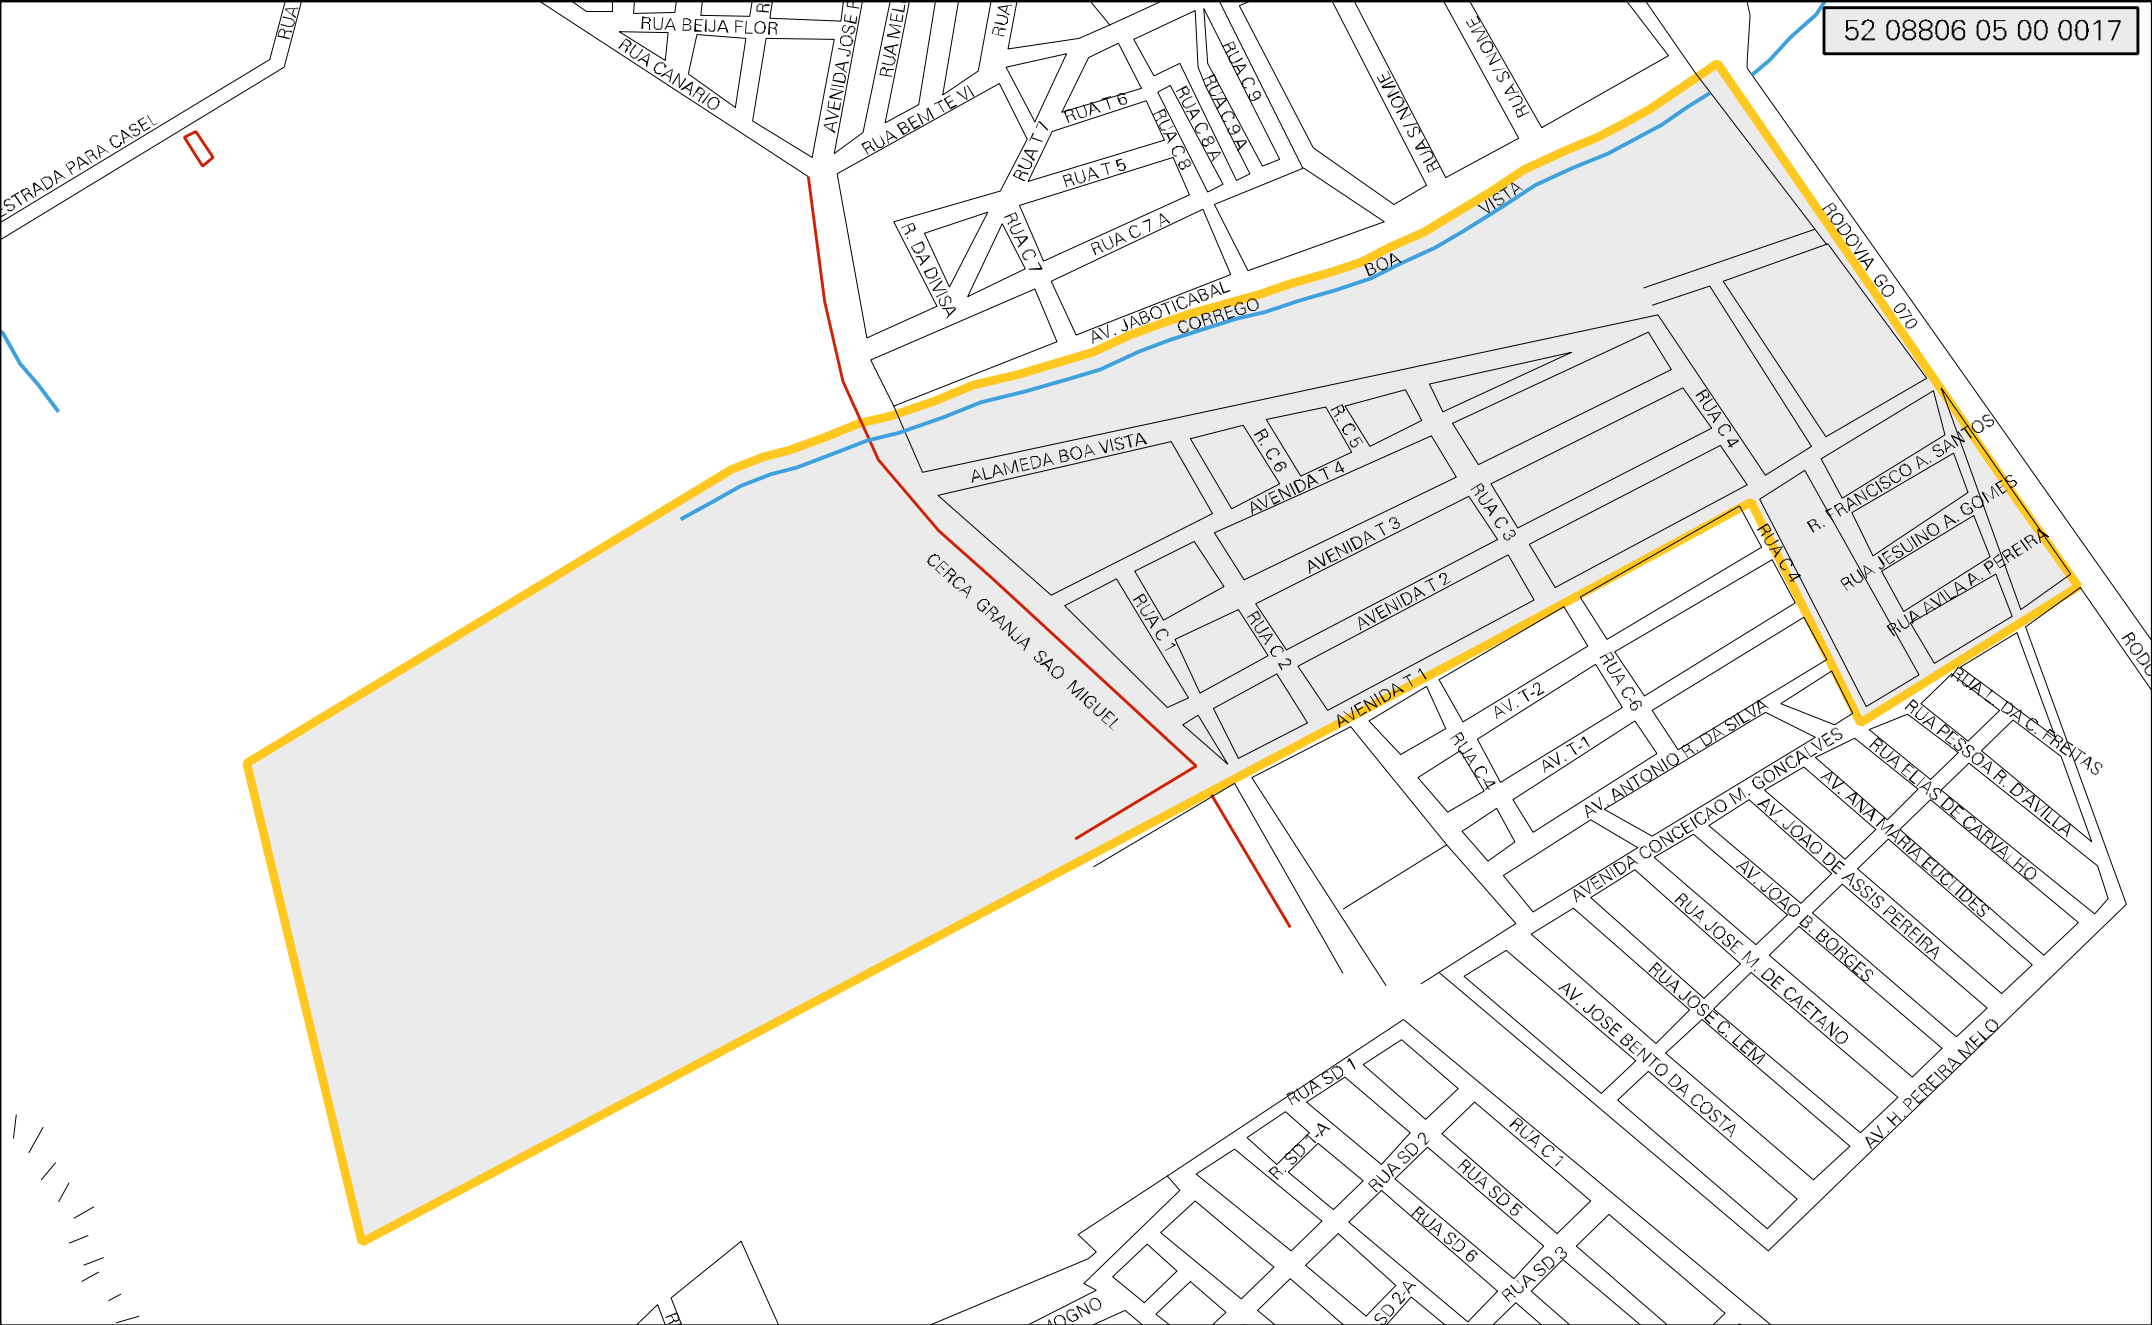 52 08806 05 00 0017
RUA
RUA BEIJA FLOR
RUA CANARIO
AVENIDA JOSE
RUA MEL
RUA
RUA BEM TE VI
ESTRADA PARA CASEL
RUA T 6
RUA T 1
RUA T 5
RUA C 8
RUA C 8 A
RUA C 9 A
RUA C 9
RUA S/ NOME
RUA S/ NOME
RUA C 7 A
RUA C 7
R. DA DIVISA
AV. JABOTICABAL
CORREGO
BOA
VISTA
RODOVIA GO 070
ALAMEDA BOA VISTA
R. C 6
R. C 5
RUA C 4
AVENIDA T 4
AVENIDA T 3
AVENIDA T 2
AVENIDA T 1
RUA C 3
RUA C 1
RUA C 2
RUA C 4
R. FRANCISCO A. SANTOS
RUA JESUINO A. GOMES
RUA AVILA A. PEREIRA
CERCA GRANJA SAO MIGUEL
RODO
AV. T-2
RUA C-6
AV. T-1
RUA C-4
AV. ANTONIO R. DA SILVA
AVENIDA CONCEICAO M. GONCALVES
RUA I. DA C. FREITAS
RUA PESSOA R. D'AVILLA
RUA ELIAS DE CARVALHO
AV. ANA MARIA EUCLIDES
AV. JOAO DE ASSIS PEREIRA
AV. JOAO B. BORGES
RUA JOSE M. DE CAETANO
RUA JOSE C. LEM
AV. JOSE BENTO DA COSTA
AV. H. PEREIRA MELO
RUA SD 1
R. SD 1-A
RUA SD 2
RUA C 1
RUA SD 5
RUA SD 6
RUA SD 3
SD 2-A
MOGNO